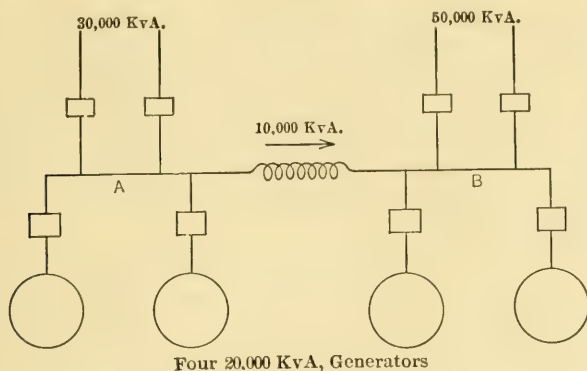 30,000 KvA.
50,000 KvA.
10,000 KvA.
A
B
Four 20.000 KvA, Generators